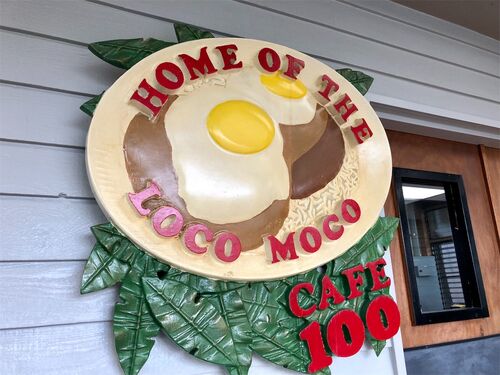 HOME OF THE
LOCO MOCO
CAFE
100